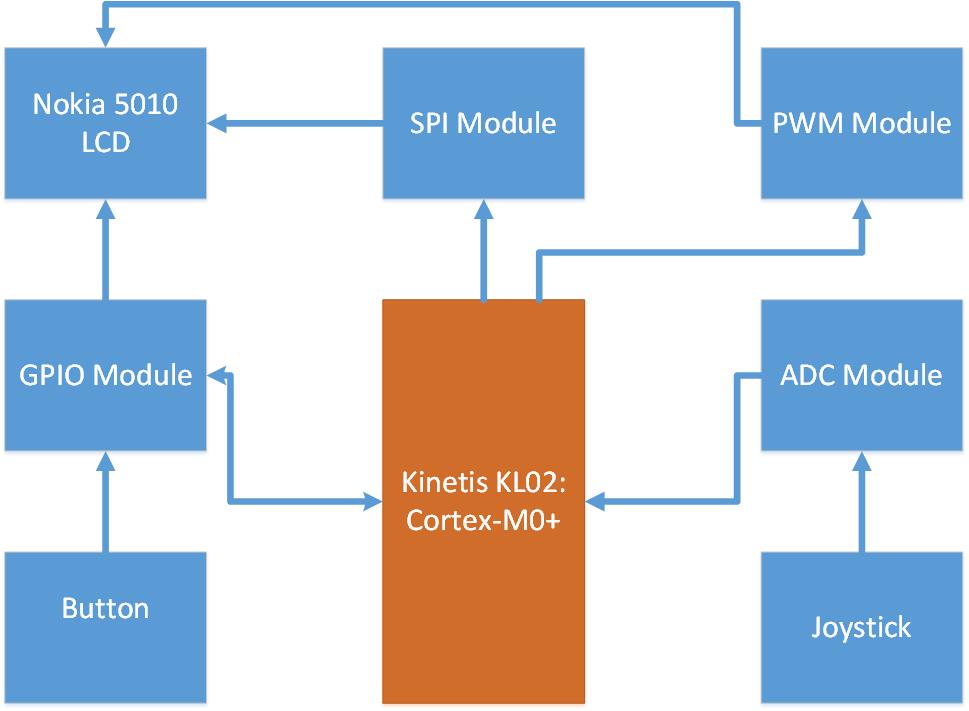 Nokia 5010
LCD
SPI Module
PWM Module
GPIO Module
ADC Module
Kinetis KL02:
Cortex-M0+
Button
Joystick